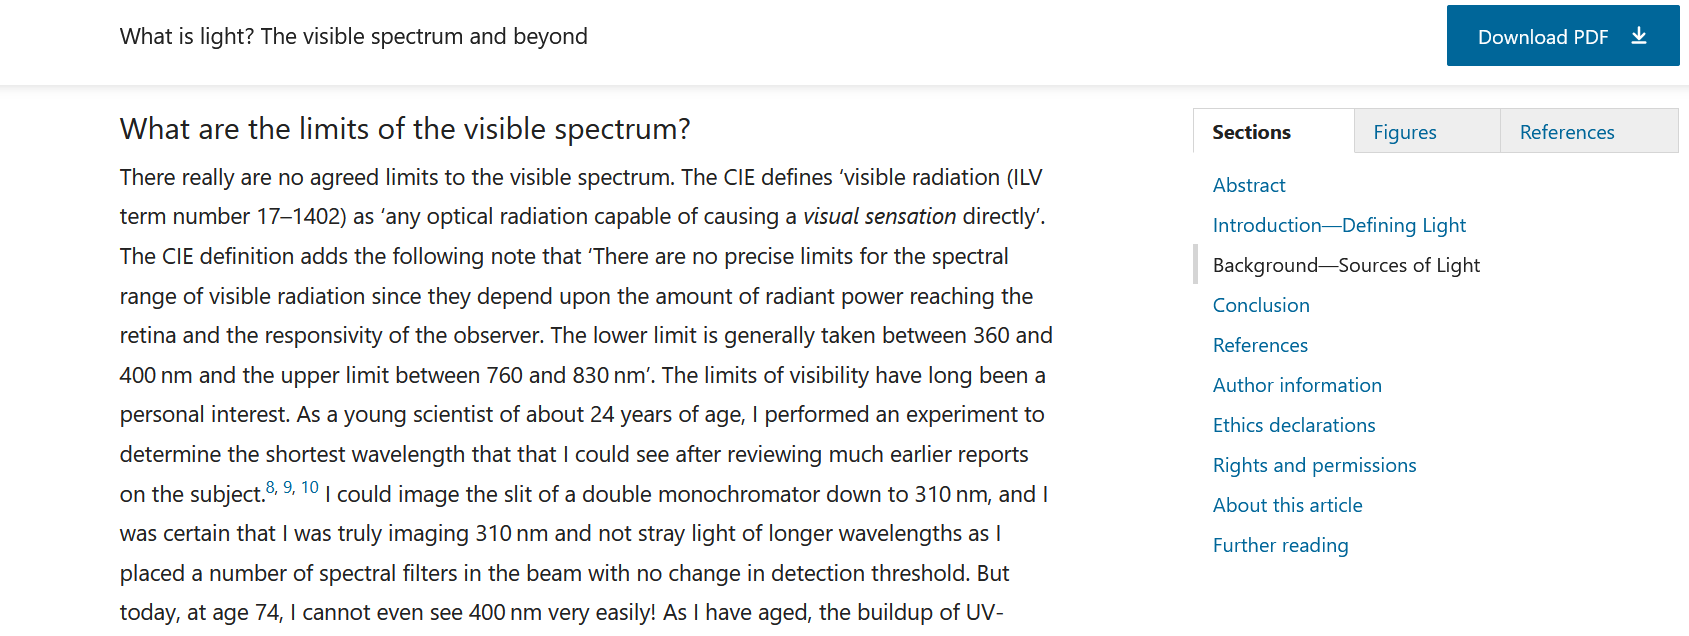 What is light? The visible spectrum and beyond
Download PDF
What are the limits of the visible spectrum?
There really are no agreed limits to the visible spectrum. The CIE defines ‘visible radiation (ILV
term number 17–1402) as ‘any optical radiation capable of causing a visual sensation directly’.
The CIE definition adds the following note that ‘There are no precise limits for the spectral
range of visible radiation since they depend upon the amount of radiant power reaching the
retina and the responsivity of the observer. The lower limit is generally taken between 360 and
400 nm and the upper limit between 760 and 830 nm’. The limits of visibility have long been a
personal interest. As a young scientist of about 24 years of age, I performed an experiment to
determine the shortest wavelength that that I could see after reviewing much earlier reports
on the subject.8, 9, 10 I could image the slit of a double monochromator down to 310 nm, and I
was certain that I was truly imaging 310 nm and not stray light of longer wavelengths as I
placed a number of spectral filters in the beam with no change in detection threshold. But
today, at age 74, I cannot even see 400 nm very easily! As I have aged, the buildup of UV-
Sections
Figures
References
Abstract
Introduction—Defining Light
Background—Sources of Light
Conclusion
References
Author information
Ethics declarations
Rights and permissions
About this article
Further reading